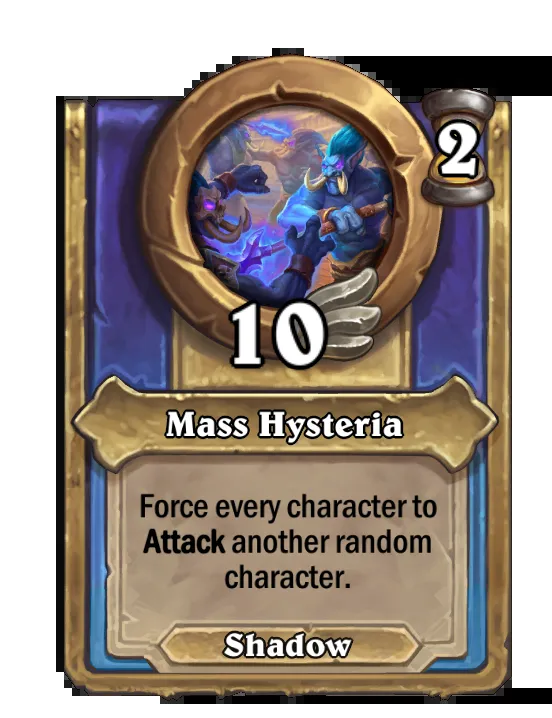 2
10
Mass Hysteria
Force every character to
Attack another random
character.
Shadow